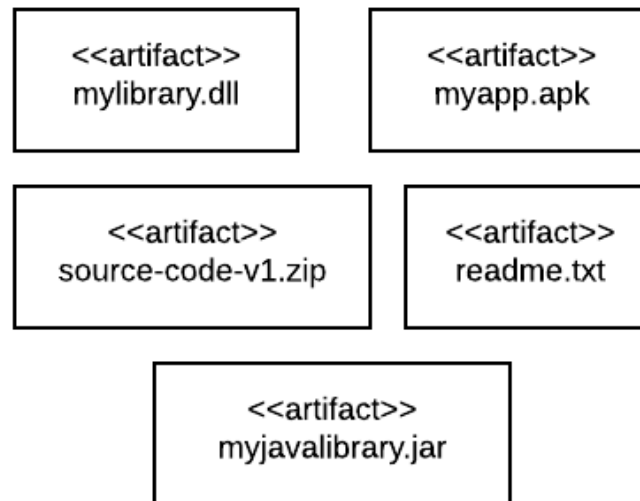 <<artifact>>
mylibrary.dll
<<artifact>>
myapp.apk
<<artifact>>
source-code-v1.zip
<<artifact>>
readme.txt
<<artifact>>
myjavalibrary.jar